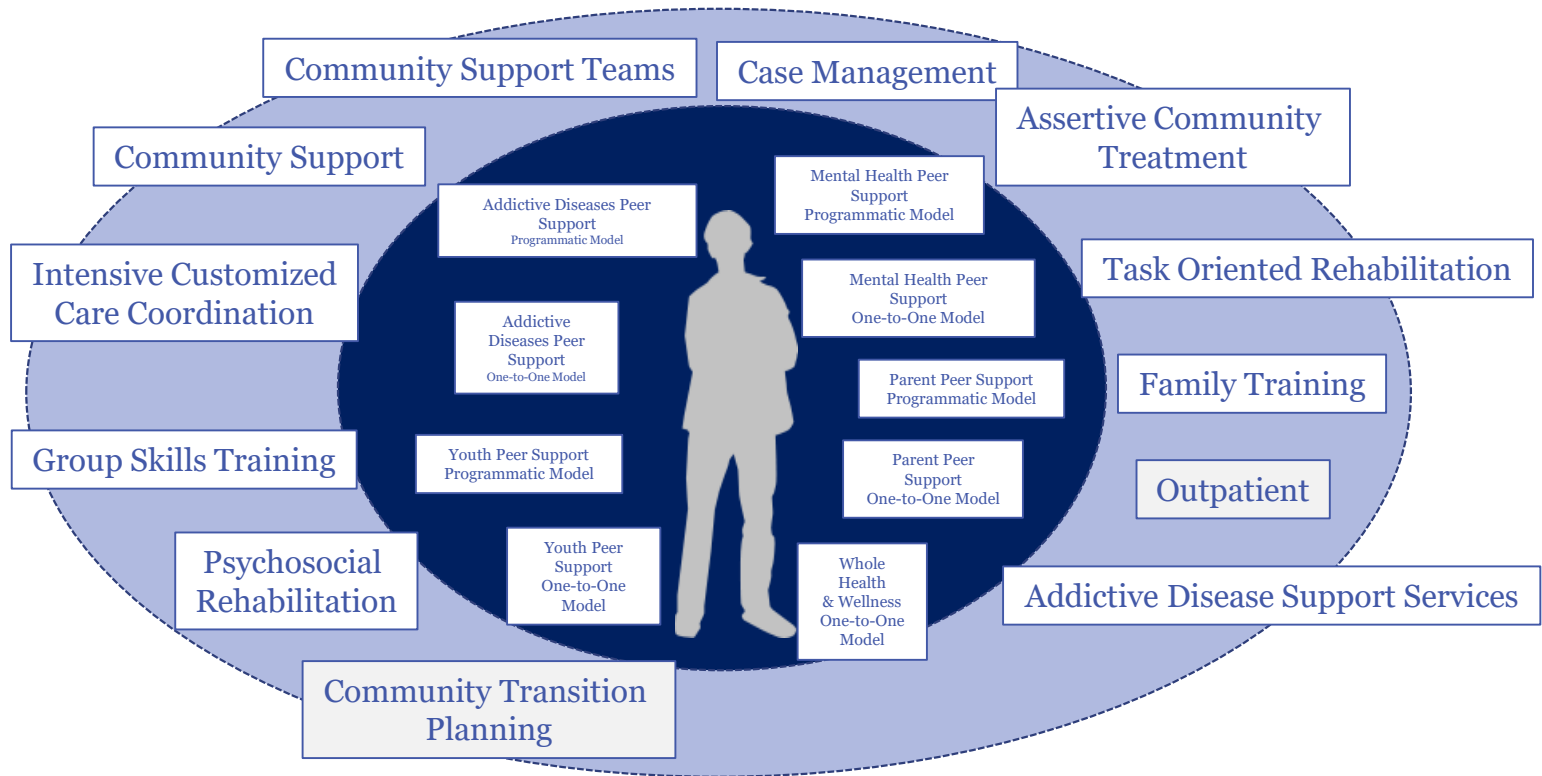 Community Support Teams
Case Management
Assertive Community
Treatment
Community Support
Mental Health Peer
Support
Programmatic Model
Addictive Diseases Peer
Support
Programmatic Model
Intensive Customized
Care Coordination
Task Oriented Rehabilitation
Mental Health Peer
Support
One-to-One Model
Addictive
Diseases Peer
Support
One-to-One Model
Parent Peer Support
Programmatic Model
Family Training
Group Skills Training
Youth Peer Support
Programmatic Model
Parent Peer
Support
One-to-One Model
Outpatient
Psychosocial
Rehabilitation
Youth Peer
Support
One-to-One
Model
Whole
Health
& Wellness
One-to-One
Model
Addictive Disease Support Services
Community Transition
Planning